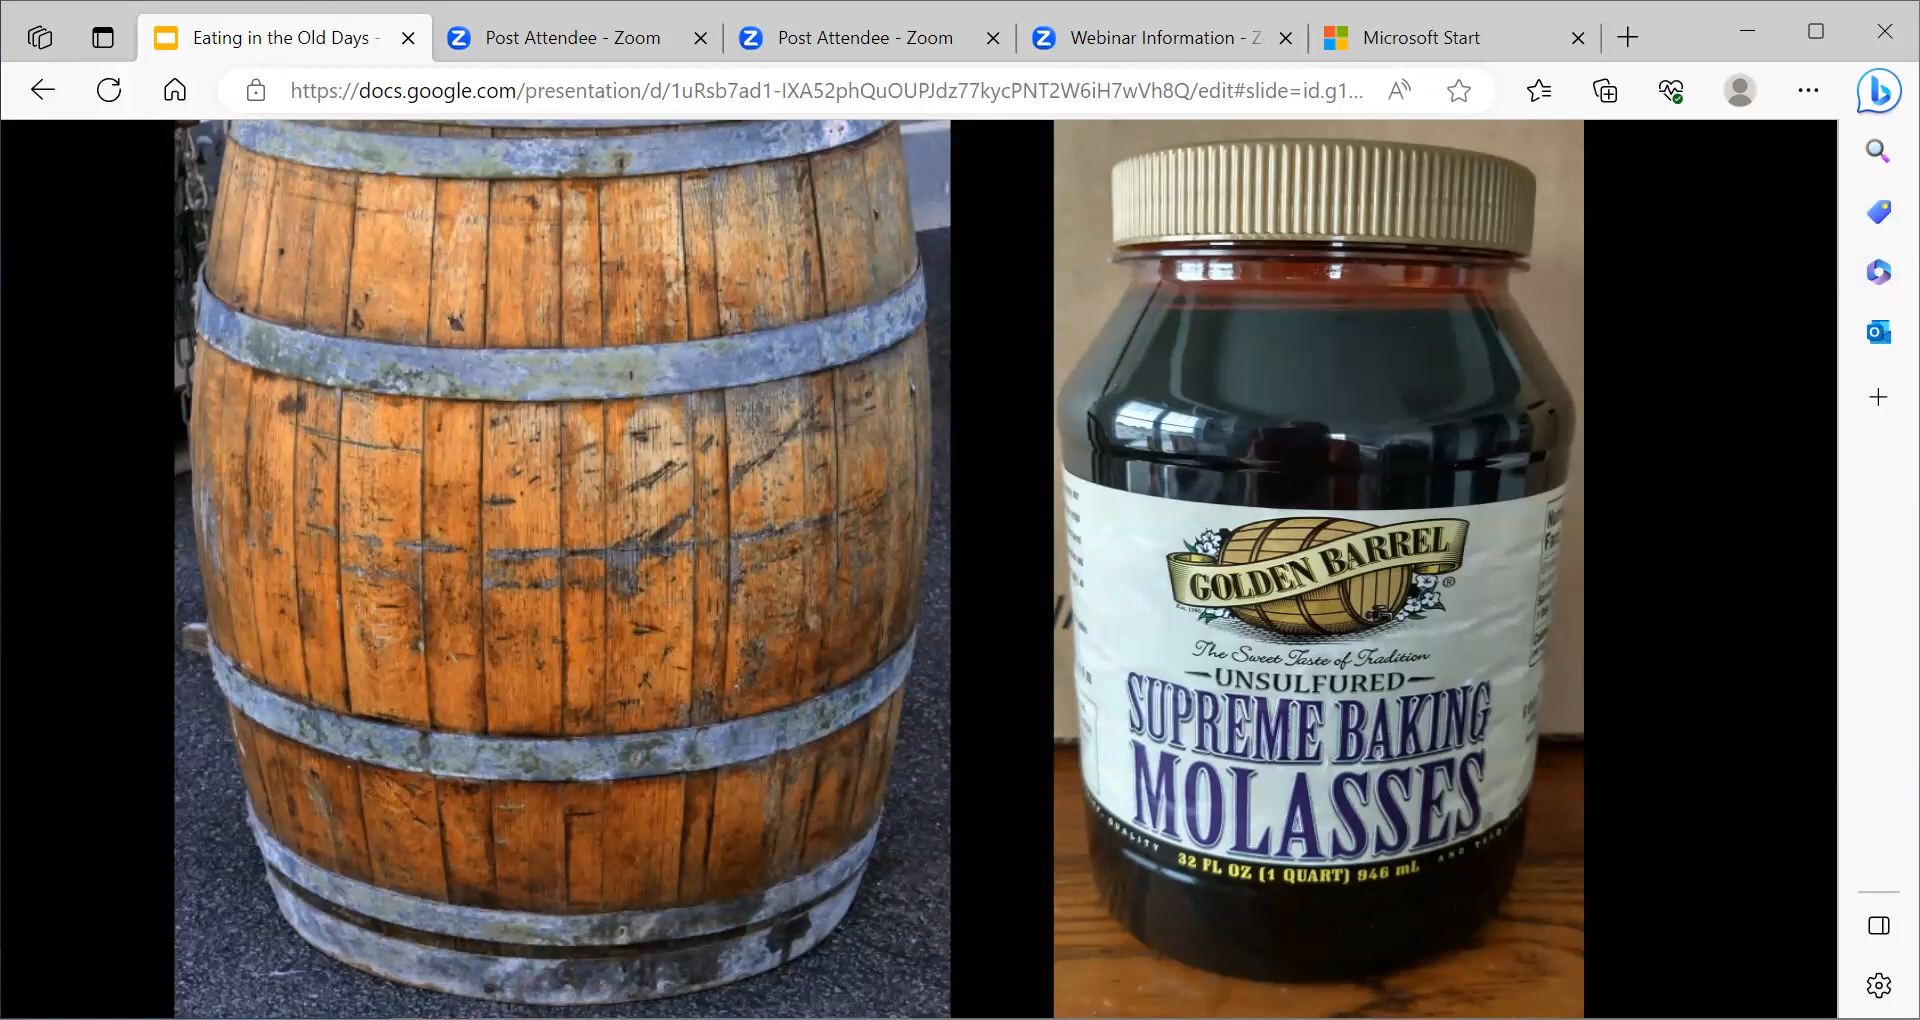 Eating in the Old Days -
Post Attendee - Zoom
Post Attendee - Zoom
Webinar Information - Z
Microsoft Start
https://docs.google.com/presentation/d/1uRsb7ad1-IXA52phQuOUPJdz77kycPNT2W6iH7wVh8Q/edit#slide=id.g1...
GOLDEN BARREL
®
The Sweet Taste of Tradition
UNSULFURED
SUPREME BAKING
MOLASSES
QUALITY
AND
32 FL OZ (1 QUART) 946 mL